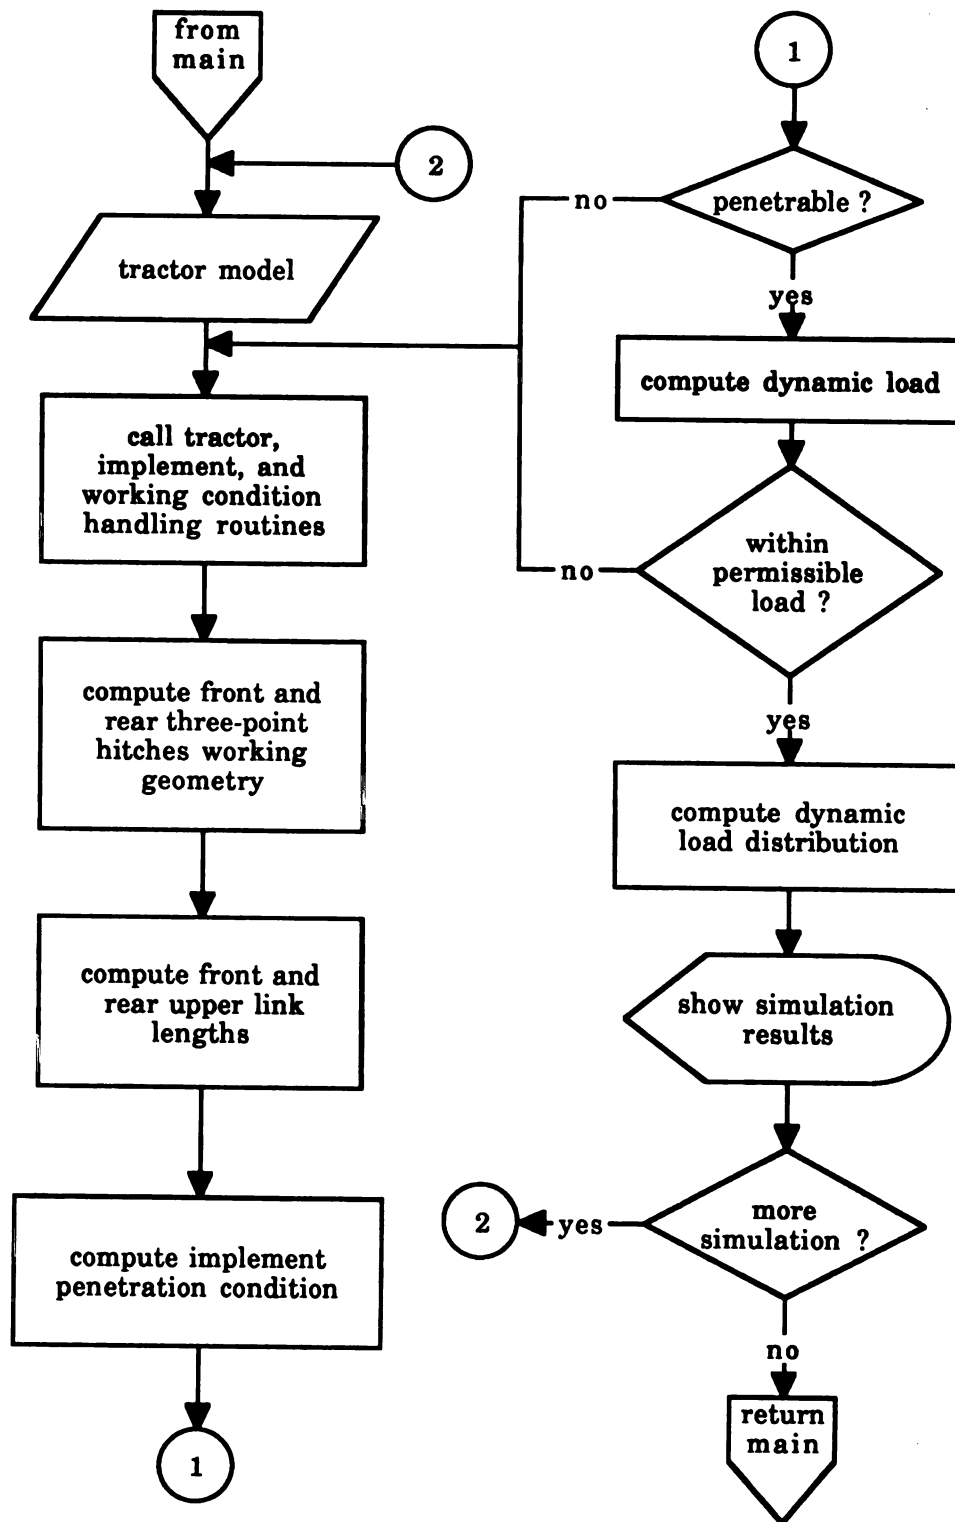 from
main
2
tractor model
call tractor,
implement, and
working condition
handling routines
compute front and
rear three-point
hitches working
geometry
compute front and
rear upper link
lengths
compute implement
penetration condition
1
1
penetrable ?
no
yes
compute dynamic load
within
permissible
load ?
no
yes
compute dynamic
load distribution
show simulation
results
more
simulation ?
yes
2
no
return
main